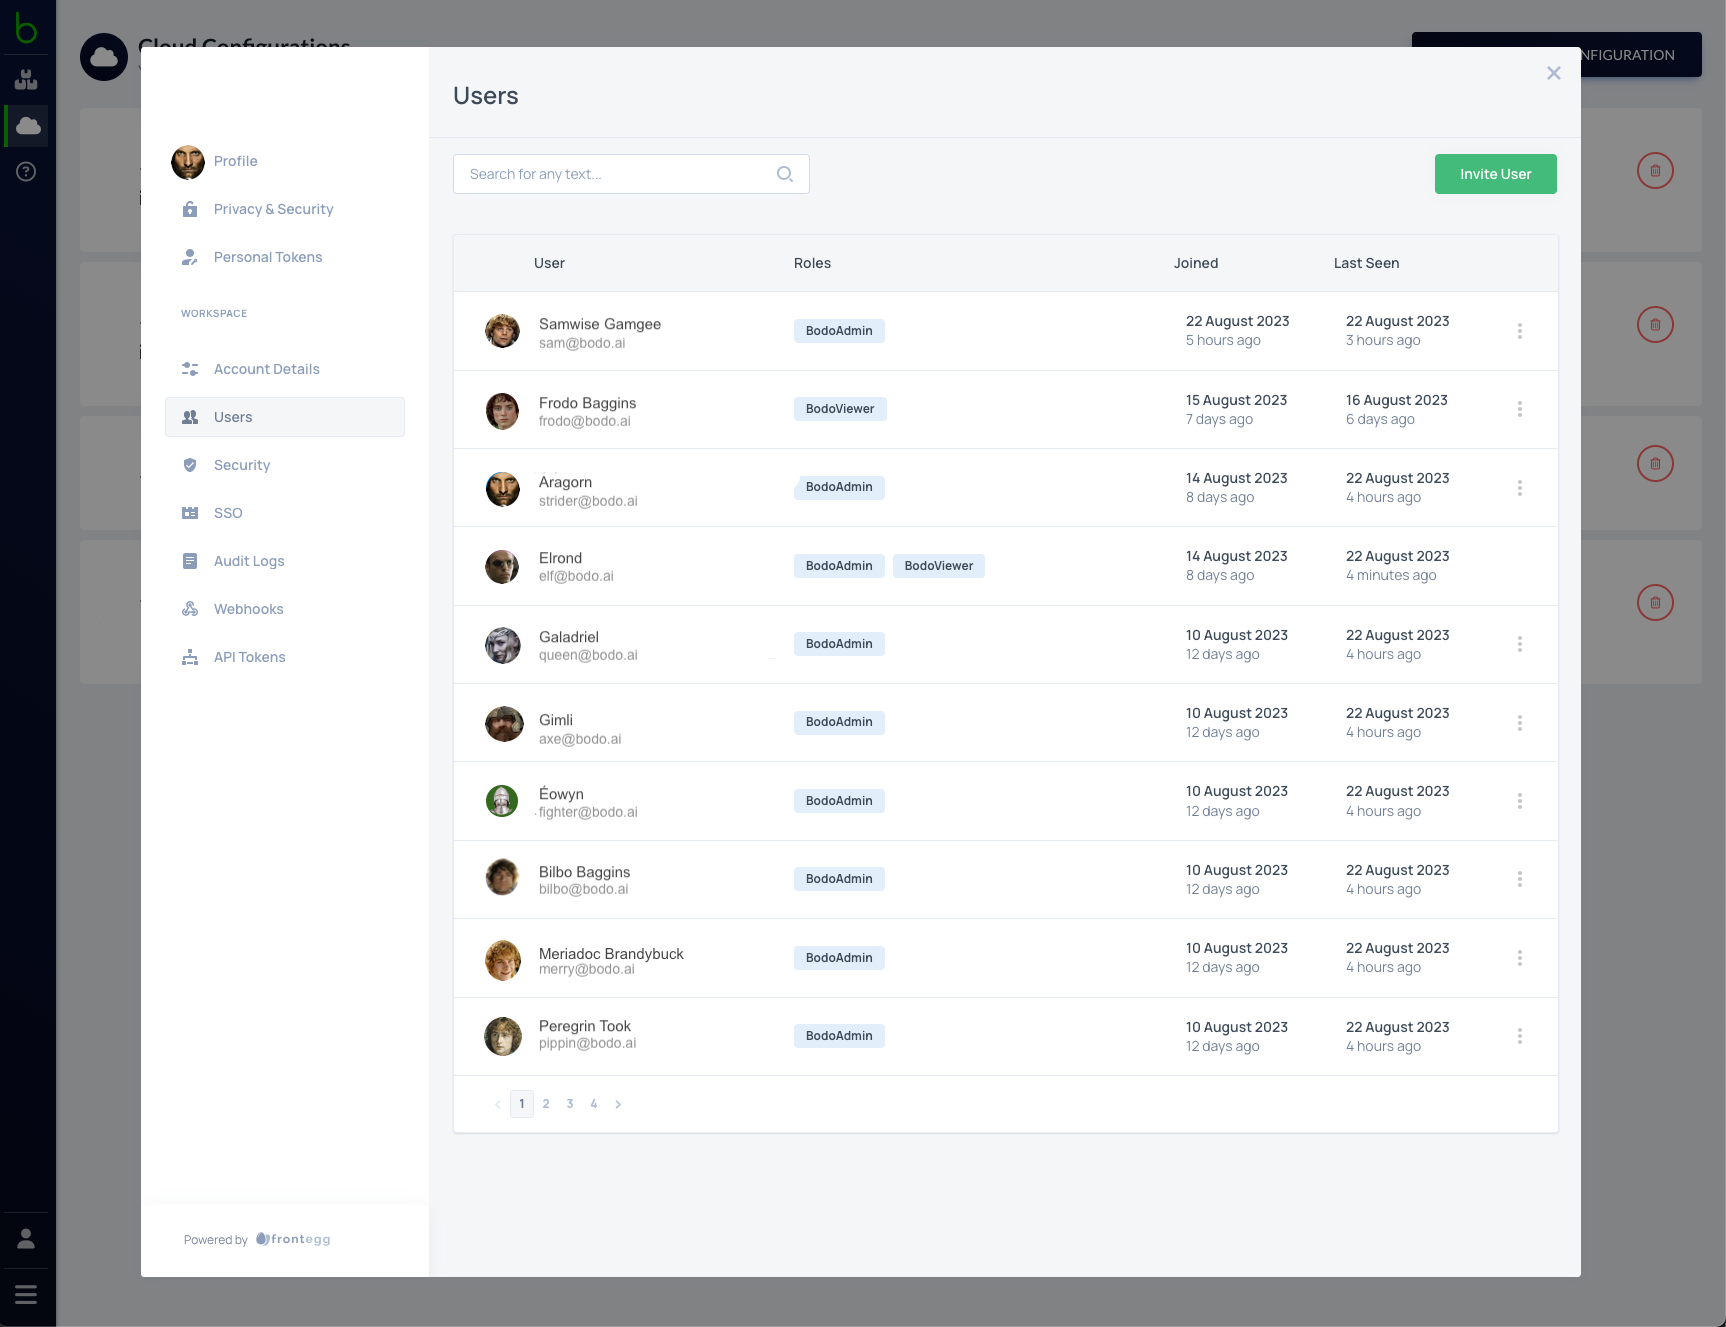 b
Cloud Configurations
NFIGURATION
Users
Profile
Privacy & Security
Personal Tokens
WORKSPACE
Account Details
Users
Security
SSO
Audit Logs
Webhooks
API Tokens
Powered by frontegg
Search for any text...
Invite User
User Roles Joined Last Seen
Samwise Gamgee BodoAdmin 22 August 2023 22 August 2023
sam@bodo.ai 5 hours ago 3 hours ago
Frodo Baggins BodoViewer 15 August 2023 16 August 2023
frodo@bodo.ai 7 days ago 6 days ago
Aragorn BodoAdmin 14 August 2023 22 August 2023
strider@bodo.ai 8 days ago 4 hours ago
Elrond BodoAdmin BodoViewer 14 August 2023 22 August 2023
elf@bodo.ai 8 days ago 4 minutes ago
Galadriel BodoAdmin 10 August 2023 22 August 2023
queen@bodo.ai 12 days ago 4 hours ago
Gimli BodoAdmin 10 August 2023 22 August 2023
axe@bodo.ai 12 days ago 4 hours ago
Éowyn BodoAdmin 10 August 2023 22 August 2023
fighter@bodo.ai 12 days ago 4 hours ago
Bilbo Baggins BodoAdmin 10 August 2023 22 August 2023
bilbo@bodo.ai 12 days ago 4 hours ago
Meriadoc Brandybuck BodoAdmin 10 August 2023 22 August 2023
merry@bodo.ai 12 days ago 4 hours ago
Peregrin Took BodoAdmin 10 August 2023 22 August 2023
pippin@bodo.ai 12 days ago 4 hours ago
< 1 2 3 4 >